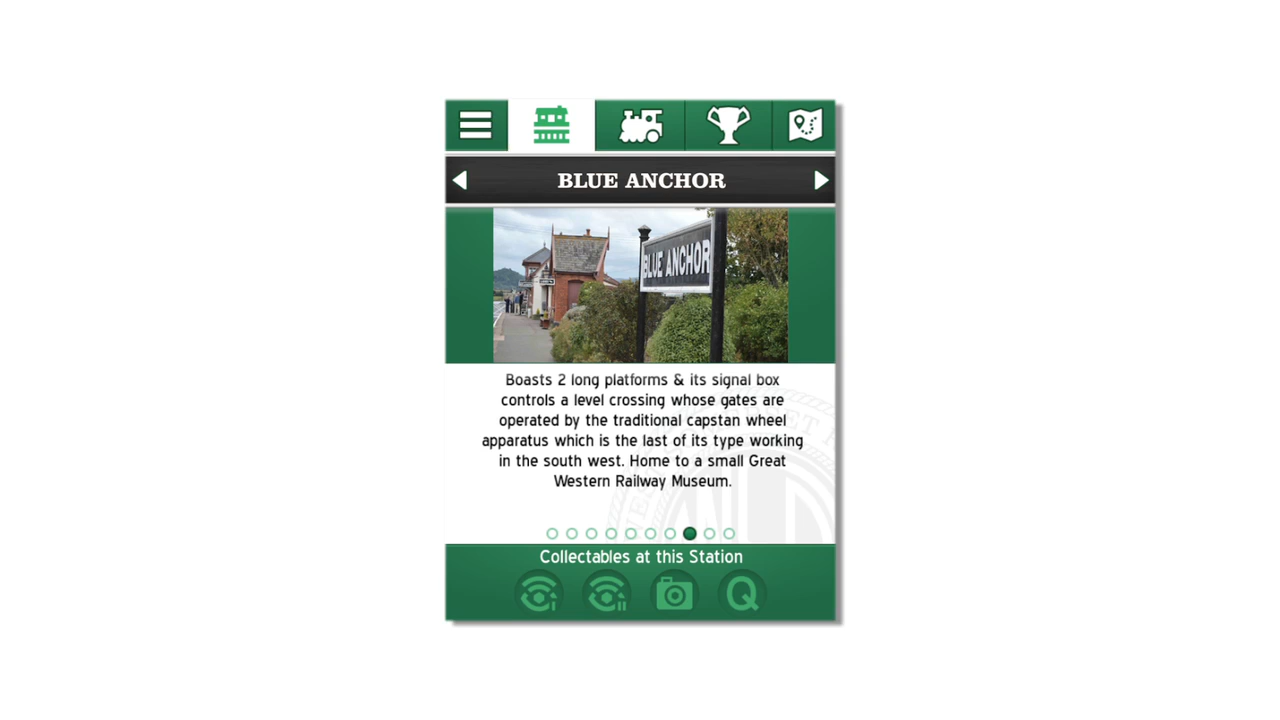 BLUE ANCHOR
BLUE ANCHOR
Boasts 2 long platforms & its signal box
controls a level crossing whose gates are
operated by the traditional capstan wheel
apparatus which is the last of its type working
in the south west. Home to a small Great
Western Railway Museum.
Collectables at this Station
I
II
Q